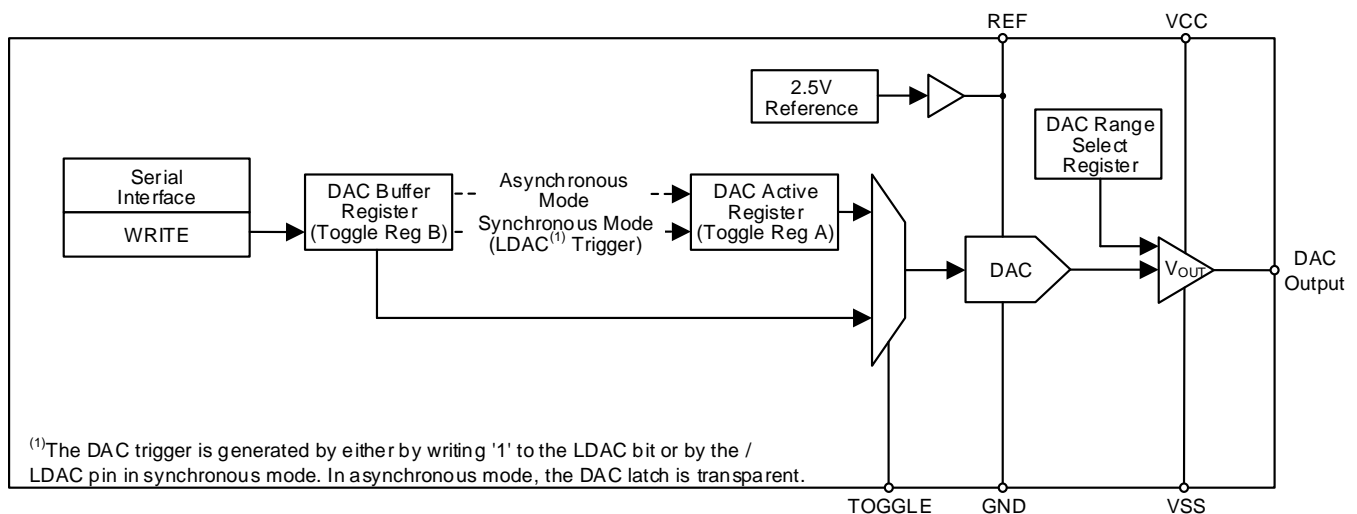 REF
VCC
2.5V
Reference
DAC Range
Select
Register
Serial
Interface
WRITE
DAC Buffer
Register
(Toggle Reg B)
Asynchronous
Mode
Synchronous Mode
(LDAC(1) Trigger)
DAC Active
Register
(Toggle Reg A)
DAC
VOUT
DAC
Output
(1)The DAC trigger is generated by either by writing '1' to the LDAC bit or by the /
LDAC pin in synchronous mode. In asynchronous mode, the DAC latch is transparent.
TOGGLE
GND
VSS